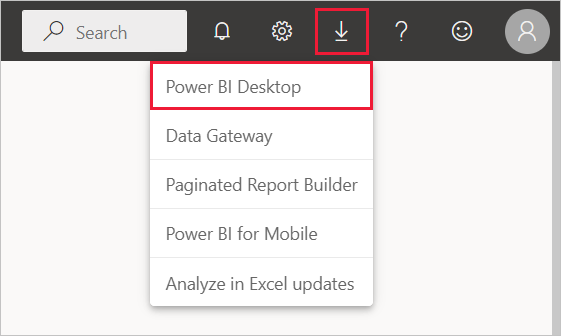 Search
Power BI Desktop
Data Gateway
Paginated Report Builder
Power BI for Mobile
Analyze in Excel updates